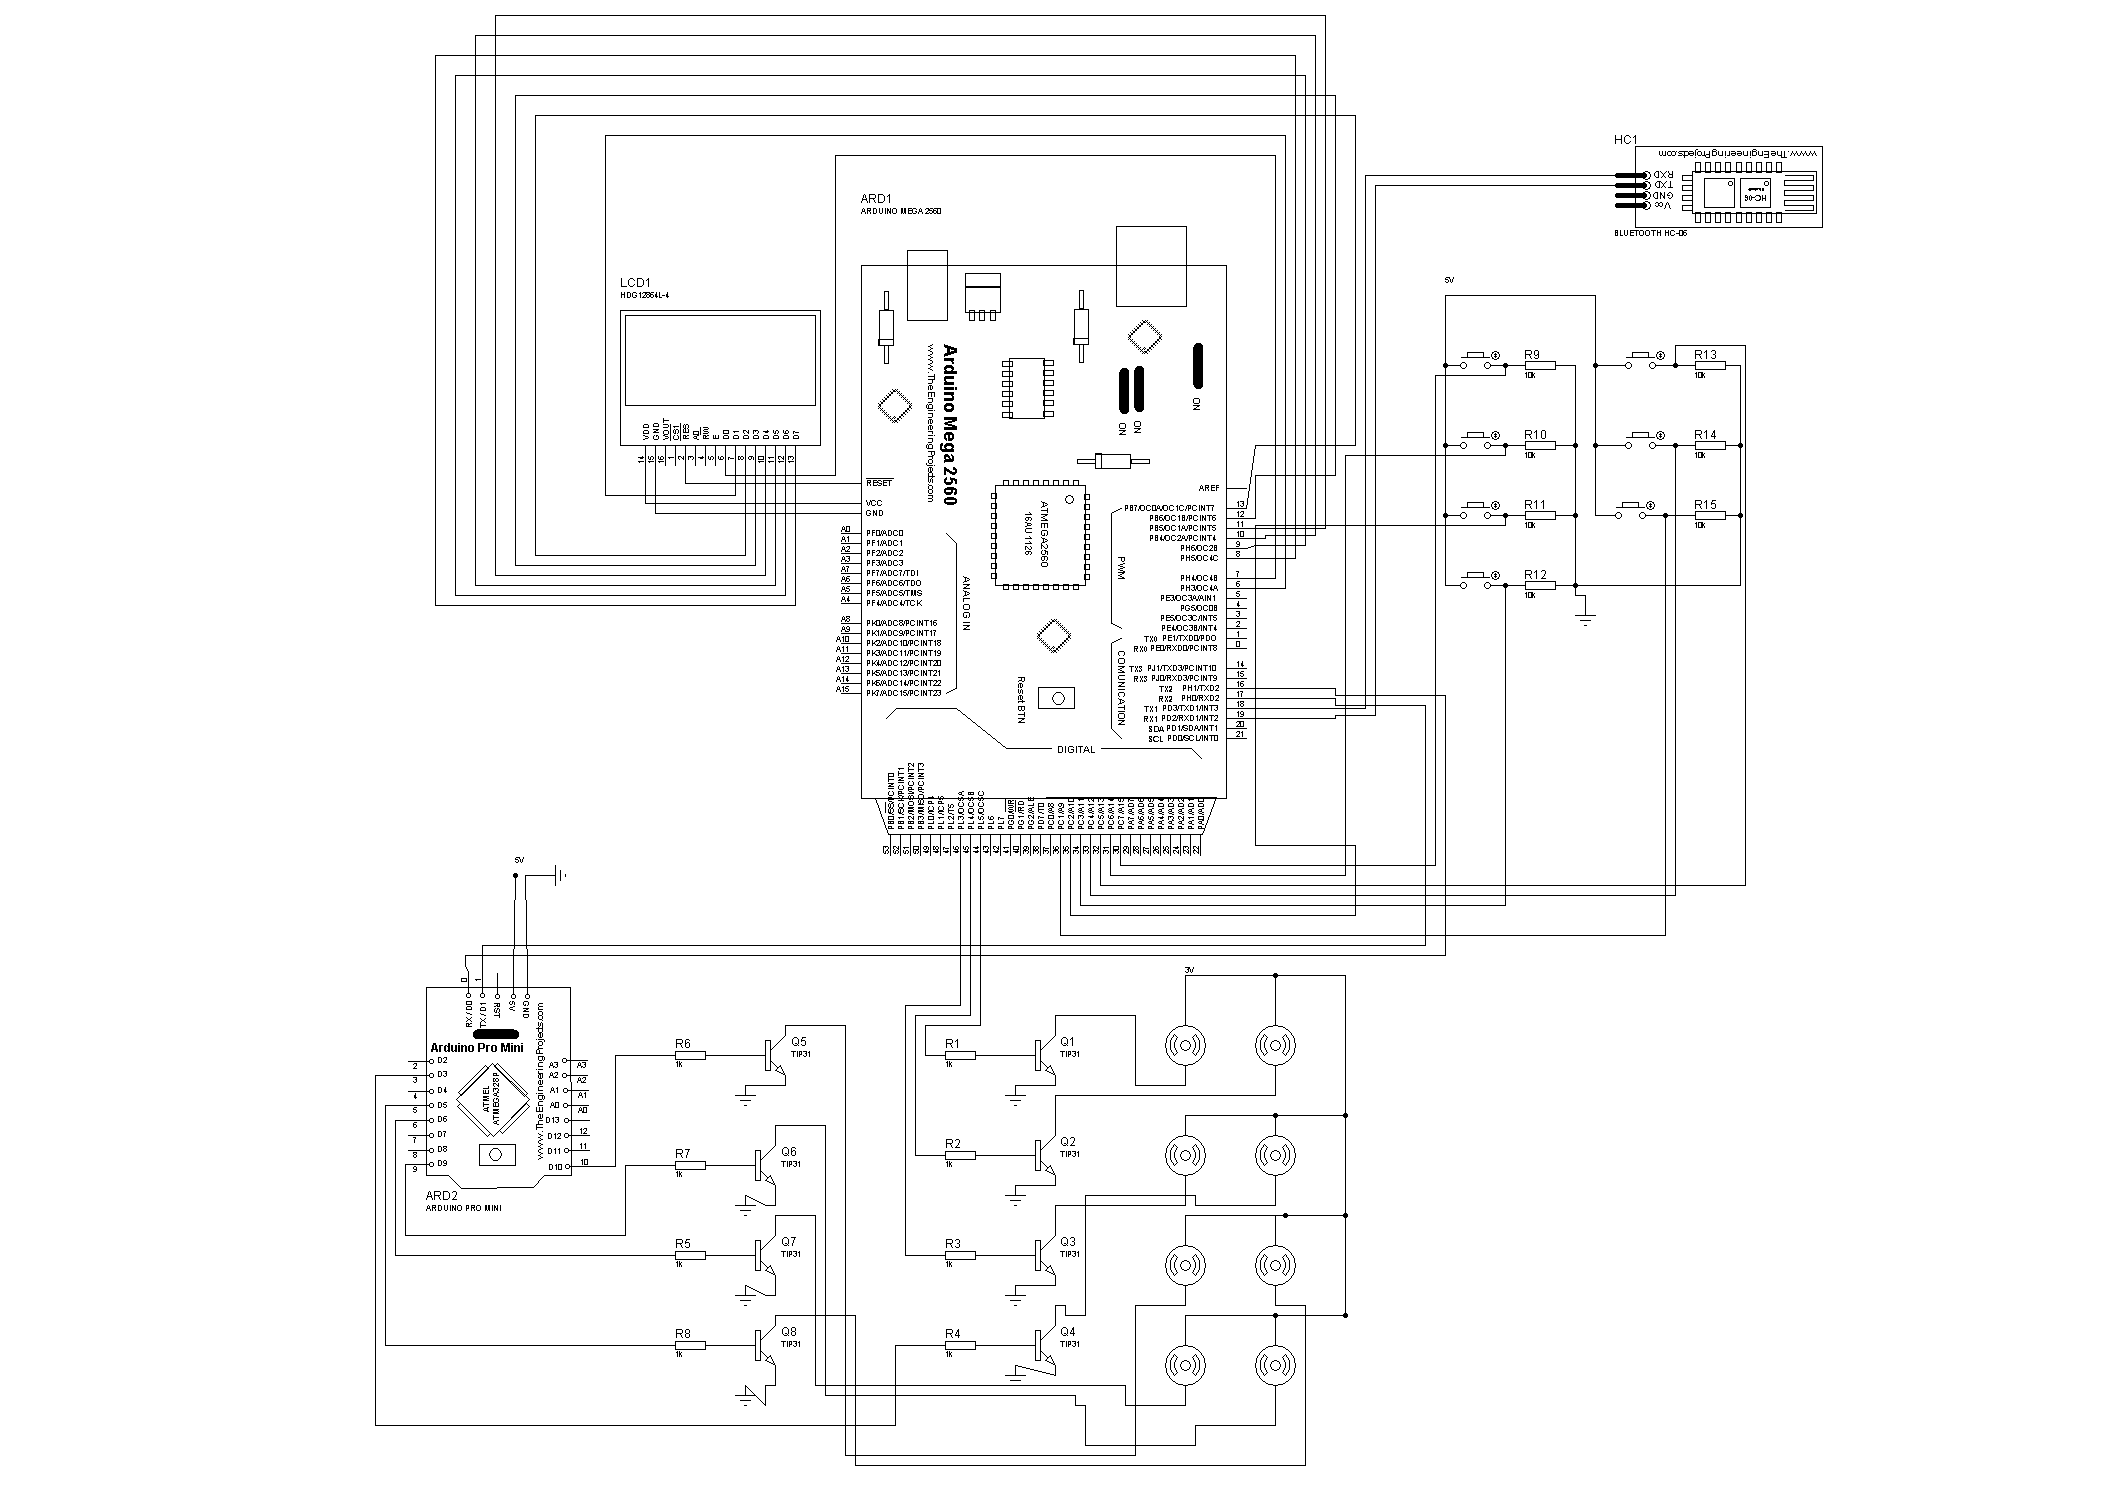 HC1
www.TheEngineeringProjects.com
RXD
TXD
GND
Vcc
HC-06
BLUETOOTH HC-06
ARD1
ARDUINO MEGA 2560
LCD1
HDG12864L-4
VDD
GND
VOUT
CS1
RES
A0
R/W
E
D0
D1
D2
D3
D4
D5
D6
D7
14
15
16
1
2
3
4
5
6
7
8
9
10
11
12
13
Arduino Mega 2560
www.TheEngineeringProjects.com
ON
ON
ON
ATMEGA2560
16AU 1126
RESET
VCC
GND
A0 PF0/ADC0
A1 PF1/ADC1
A2 PF2/ADC2
A3 PF3/ADC3
A7 PF7/ADC7/TDI
A6 PF6/ADC6/TDO
A5 PF5/ADC5/TMS
A4 PF4/ADC4/TCK
A8 PK0/ADC8/PCINT16
A9 PK1/ADC9/PCINT17
A10 PK2/ADC10/PCINT18
A11 PK3/ADC11/PCINT19
A12 PK4/ADC12/PCINT20
A13 PK5/ADC13/PCINT21
A14 PK6/ADC14/PCINT22
A15 PK7/ADC15/PCINT23
ANALOG IN
AREF
PB7/OC0A/OC1C/PCINT7 13
PB6/OC1B/PCINT6 12
PB5/OC1A/PCINT5 11
PB4/OC2A/PCINT4 10
PH6/OC2B 9
PH5/OC4C 8
PH4/OC4B 7
PH3/OC4A 6
PE3/OC3A/AIN1 5
PG5/OC0B 4
PE5/OC3C/INT5 3
PE4/OC3B/INT4 2
TX0 PE1/TXD0/PDO 1
RX0 PE0/RXD0/PCINT8 0
TX3 PJ1/TXD3/PCINT10 14
RX3 PJ0/RXD3/PCINT9 15
TX2 PH1/TXD2 16
RX2 PH0/RXD2 17
TX1 PD3/TXD1/INT3 18
RX1 PD2/RXD1/INT2 19
SDA PD1/SDA/INT1 20
SCL PD0/SCL/INT0 21
PWM
COMUNICATION
Reset BTN
DIGITAL
PB0/SS/PCINT0 53
PB1/SCK/PCINT1 52
PB2/MOSI/PCINT2 51
PB3/MISO/PCINT3 50
PL0/ICP4 49
PL1/ICP5 48
PL2/T5 47
PL3/OC5A 46
PL4/OC5B 45
PL5/OC5C 44
PL6 43
PL7 42
PG0/WR 41
PG1/RD 40
PG2/ALE 39
PD7/T0 38
PC0/A8 37
PC1/A9 36
PC2/A10 35
PC3/A11 34
PC4/A12 33
PC5/A13 32
PC6/A14 31
PC7/A15 30
PA7/AD7 29
PA6/AD6 28
PA5/AD5 27
PA4/AD4 26
PA3/AD3 25
PA2/AD2 24
PA1/AD1 23
PA0/AD0 22
5V
R9
10k
R13
10k
R10
10k
R14
10k
R11
10k
R15
10k
R12
10k
5V
0
1
RX / D0
TX / D1
RST
5V
GND
Arduino Pro Mini
www.TheEngineeringProjects.com
ATMEL
ATMEGA328P
2 D2
3 D3
4 D4
5 D5
6 D6
7 D7
8 D8
9 D9
A3 A3
A2 A2
A1 A1
A0 A0
D13
D12 12
D11 11
D10 10
ARD2
ARDUINO PRO MINI
3V
R6
1k
Q5
TIP31
R1
1k
Q1
TIP31
R7
1k
Q6
TIP31
R2
1k
Q2
TIP31
R5
1k
Q7
TIP31
R3
1k
Q3
TIP31
R8
1k
Q8
TIP31
R4
1k
Q4
TIP31